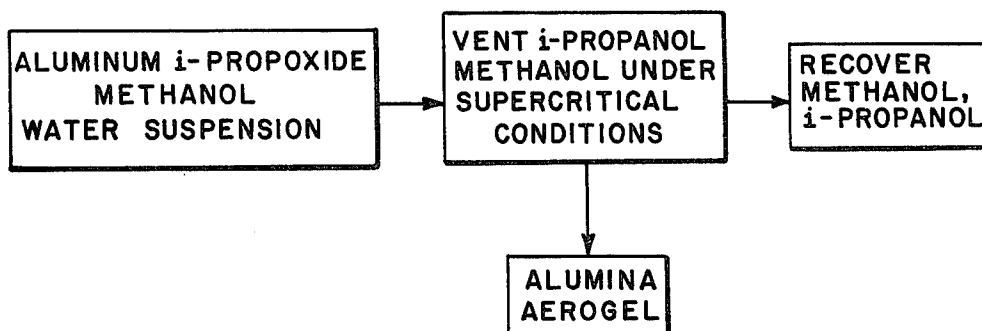 ALUMINUM i-PROPOXIDE
METHANOL
WATER SUSPENSION
VENT i-PROPANOL
METHANOL UNDER
SUPERCRITICAL
CONDITIONS
RECOVER
METHANOL,
i-PROPANOL
ALUMINA
AEROGEL